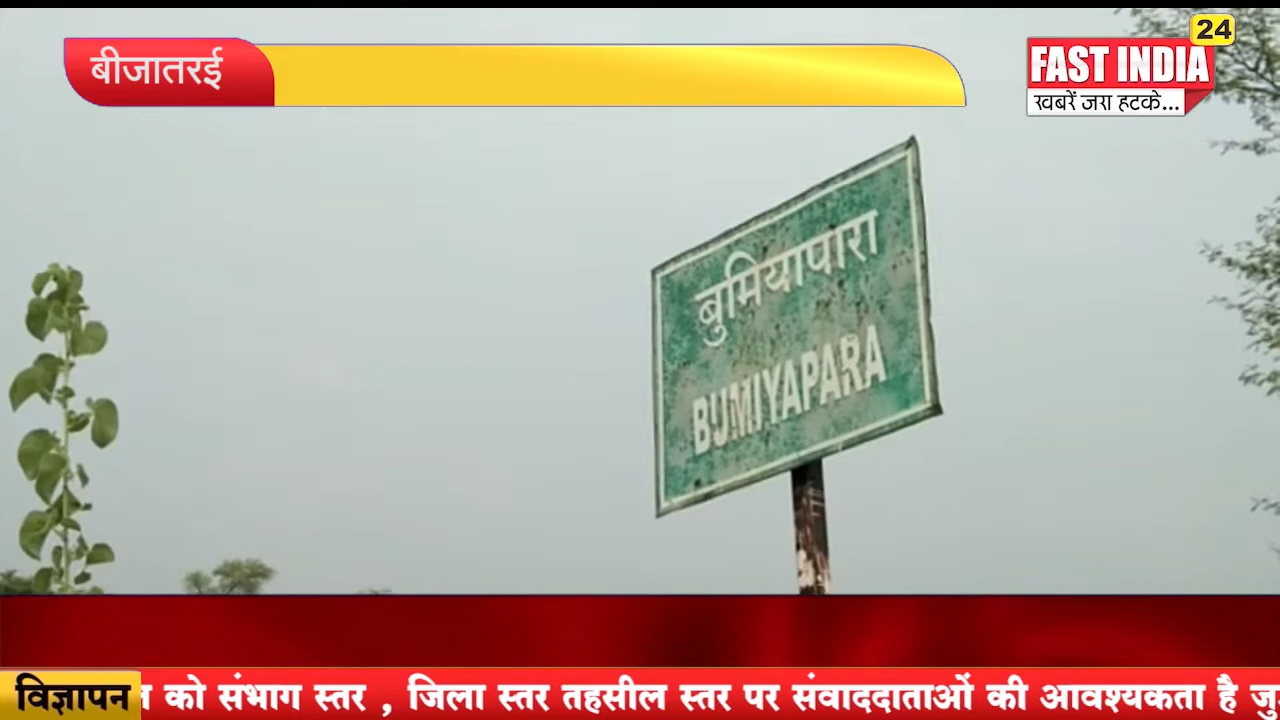 बीजातरई
24
FAST INDIA
खबरें जरा हटके...
बुमियापारा
BUMIYAPARA
विज्ञापन
को संभाग स्तर , जिला स्तर तहसील स्तर पर संवाददाताओं की आवश्यकता है